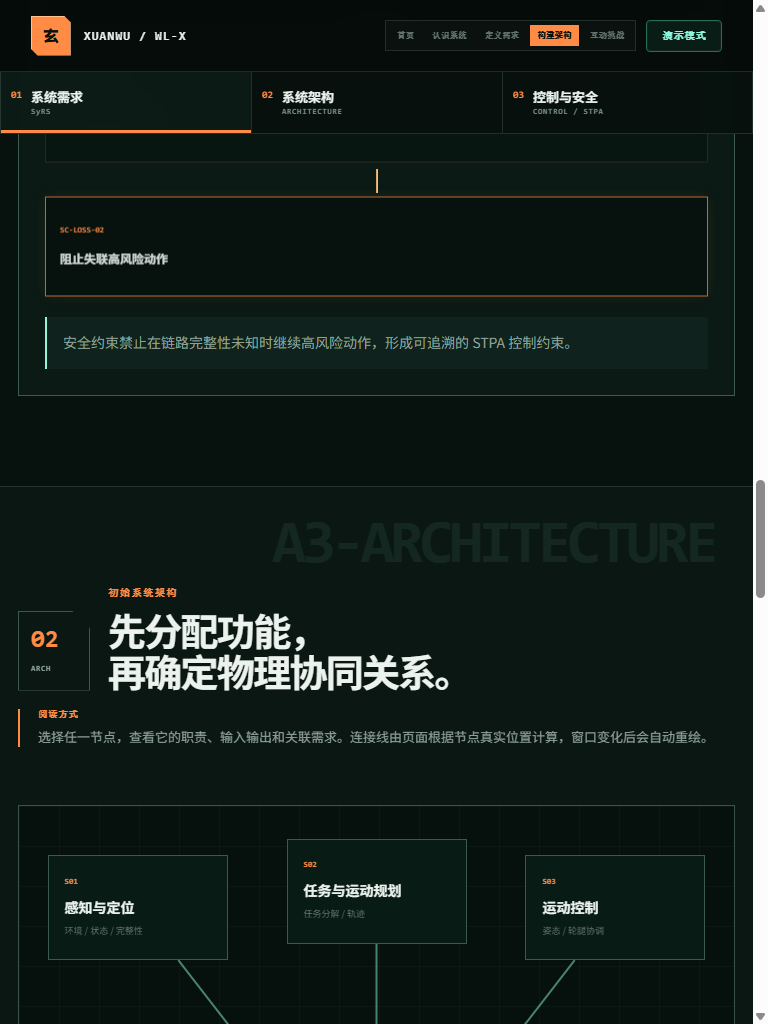 玄
XUANWU / WL-X
首页
认识系统
定义需求
构建架构
互动挑战
演示模式
01
系统需求
SyRS
02
系统架构
ARCHITECTURE
03
控制与安全
CONTROL / STPA
SC-LOSS-02
阻止失联高风险动作
安全约束禁止在链路完整性未知时继续高风险动作，形成可追溯的 STPA 控制约束。
A3-ARCHITECTURE
初始系统架构
02
ARCH
先分配功能，
再确定物理协同关系。
阅读方式
选择任一节点，查看它的职责、输入输出和关联需求。连接线由页面根据节点真实位置计算，窗口变化后会自动重绘。
S01
感知与定位
环境 / 状态 / 完整性
S02
任务与运动规划
任务分解 / 轨迹
S03
运动控制
姿态 / 轮腿协调